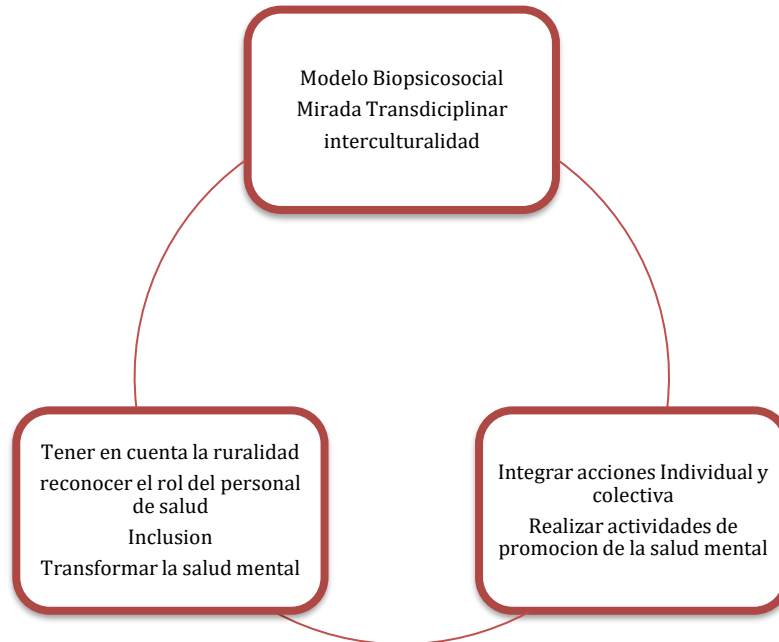 Modelo Biopsicosocial
Mirada Transdiciplinar
interculturalidad
Tener en cuenta la ruralidad
reconocer el rol del personal
de salud
Inclusion
Transformar la salud mental
Integrar acciones Individual y
colectiva
Realizar actividades de
promocion de la salud mental